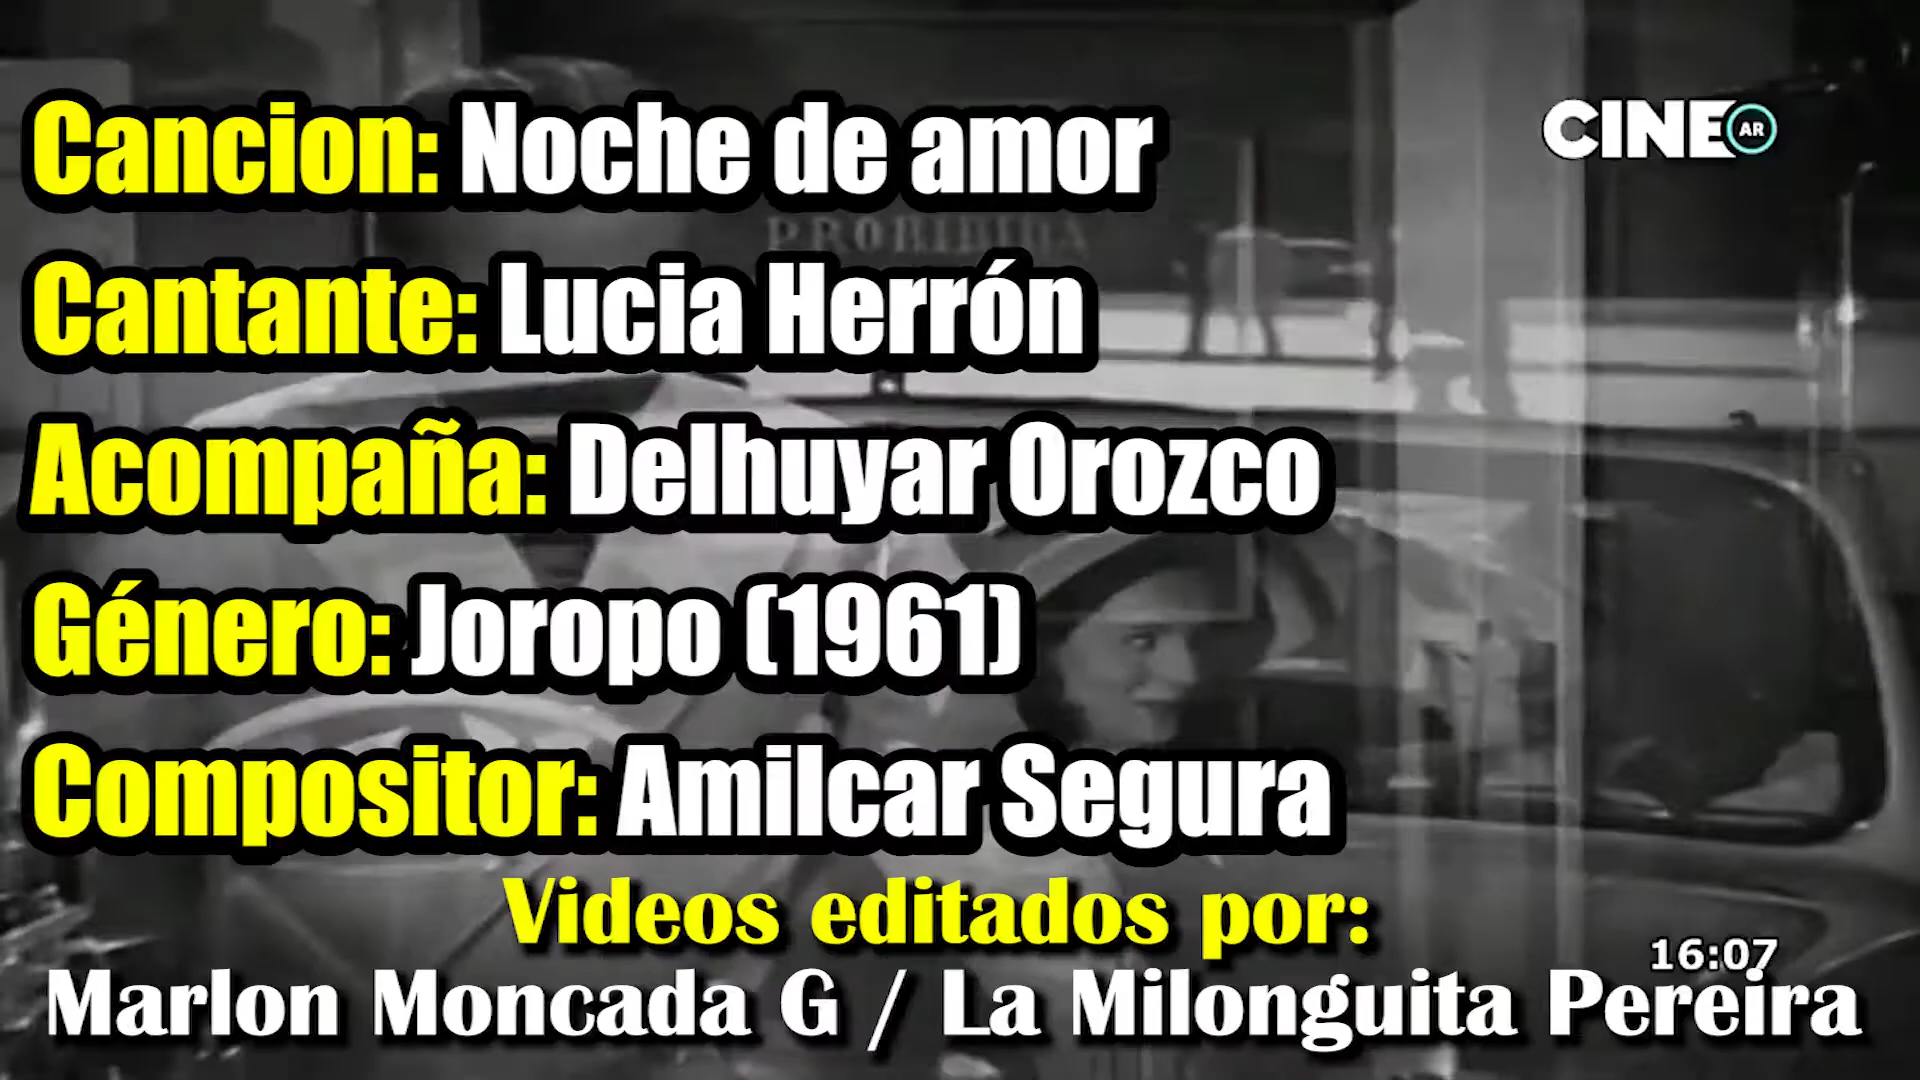 CINE AR
Cancion: Noche de amor
PROHIBIDA
Cantante: Lucia Herrón
Acompaña: Delhuyar Orozco
Género: Joropo (1961)
Compositor: Amilcar Segura
Videos editados por:
16:07
Marlon Moncada G / La Milonguita Pereira